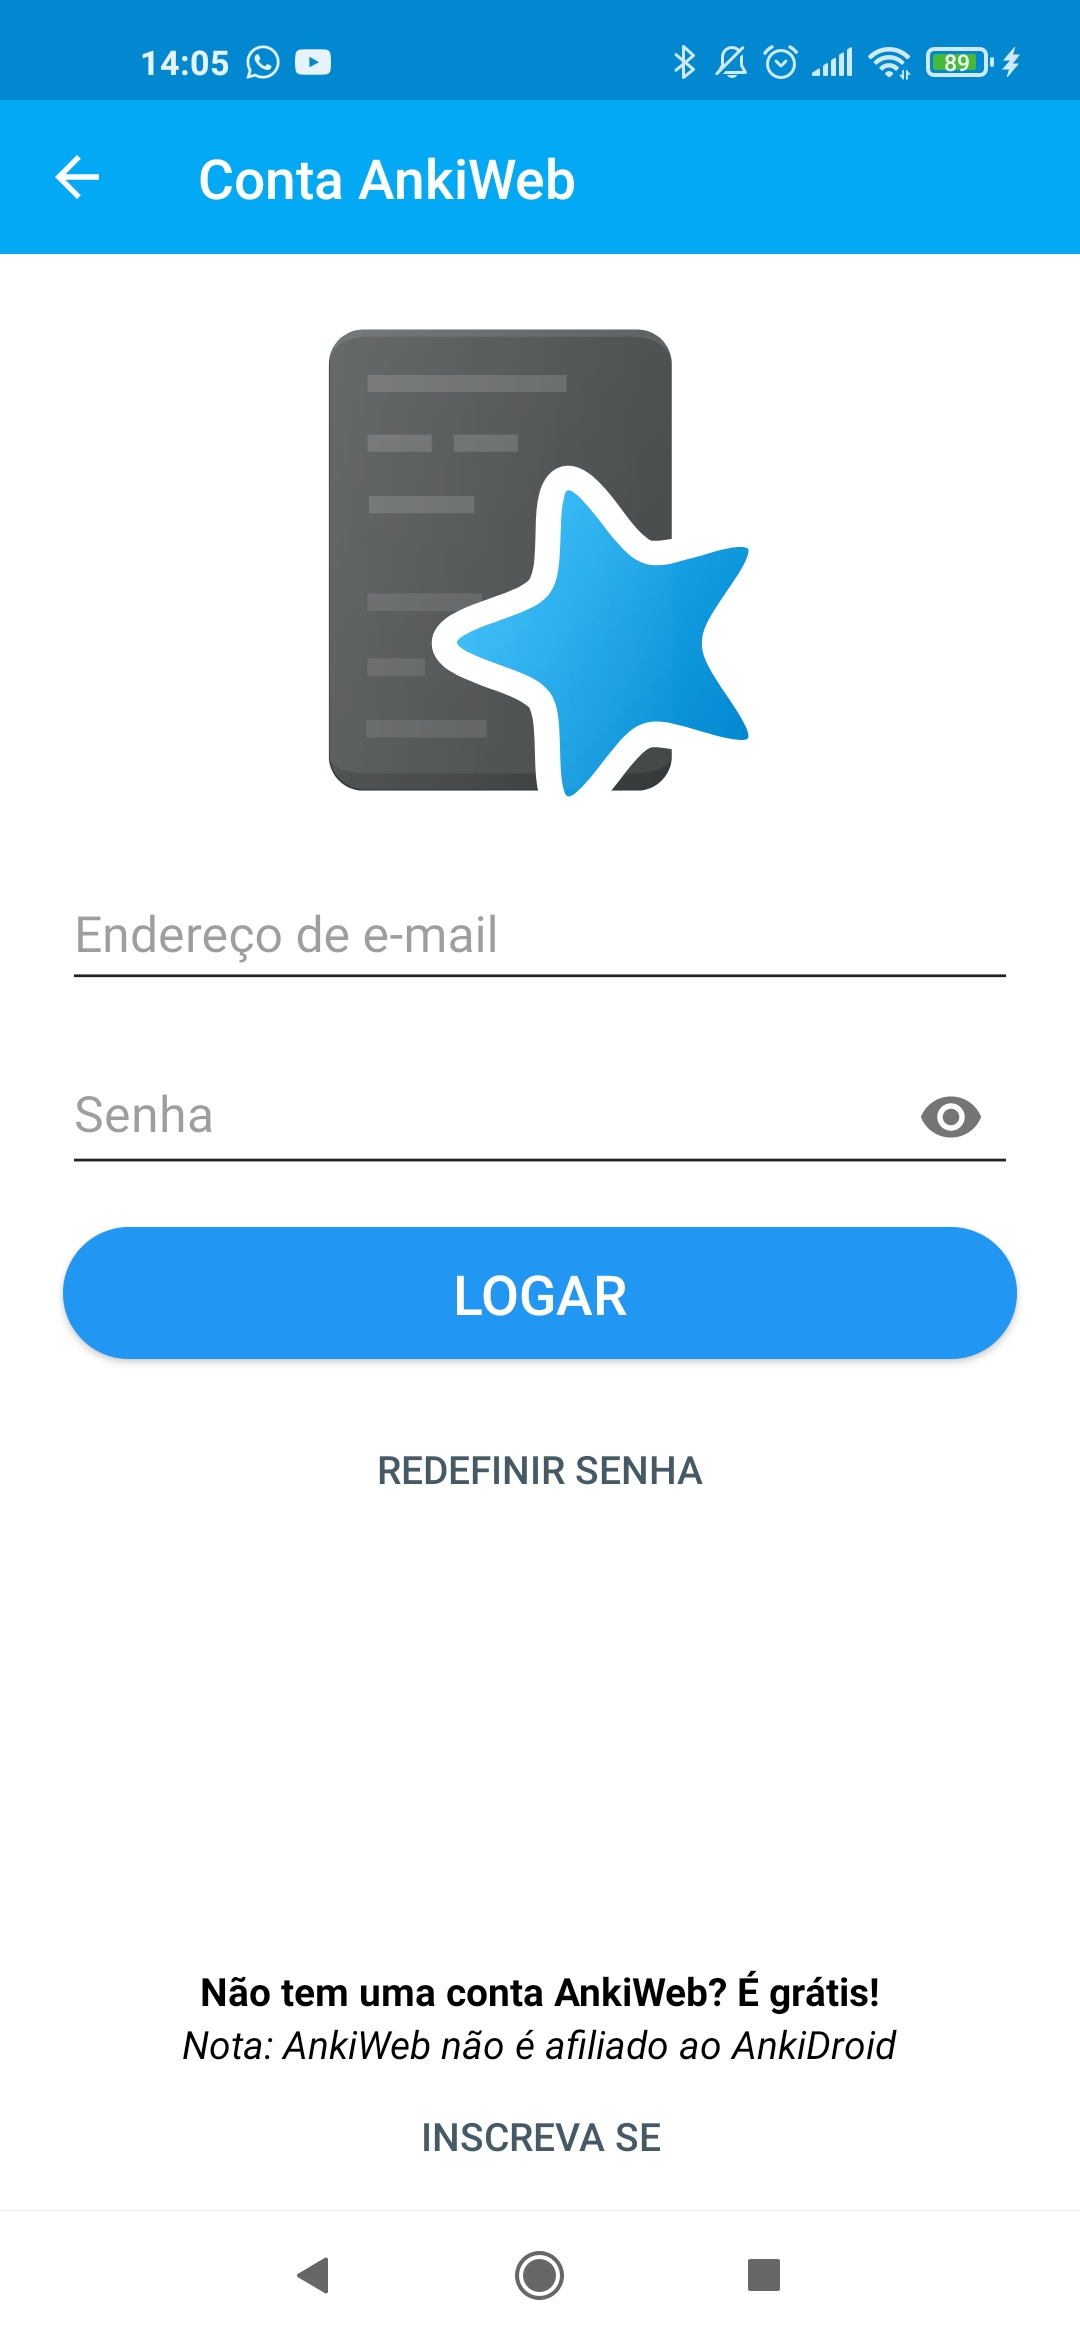 14:05
89
Conta AnkiWeb
Endereço de e-mail
Senha
LOGAR
REDEFINIR SENHA
Não tem uma conta AnkiWeb? É grátis!
Nota: AnkiWeb não é afiliado ao AnkiDroid
INSCREVA SE